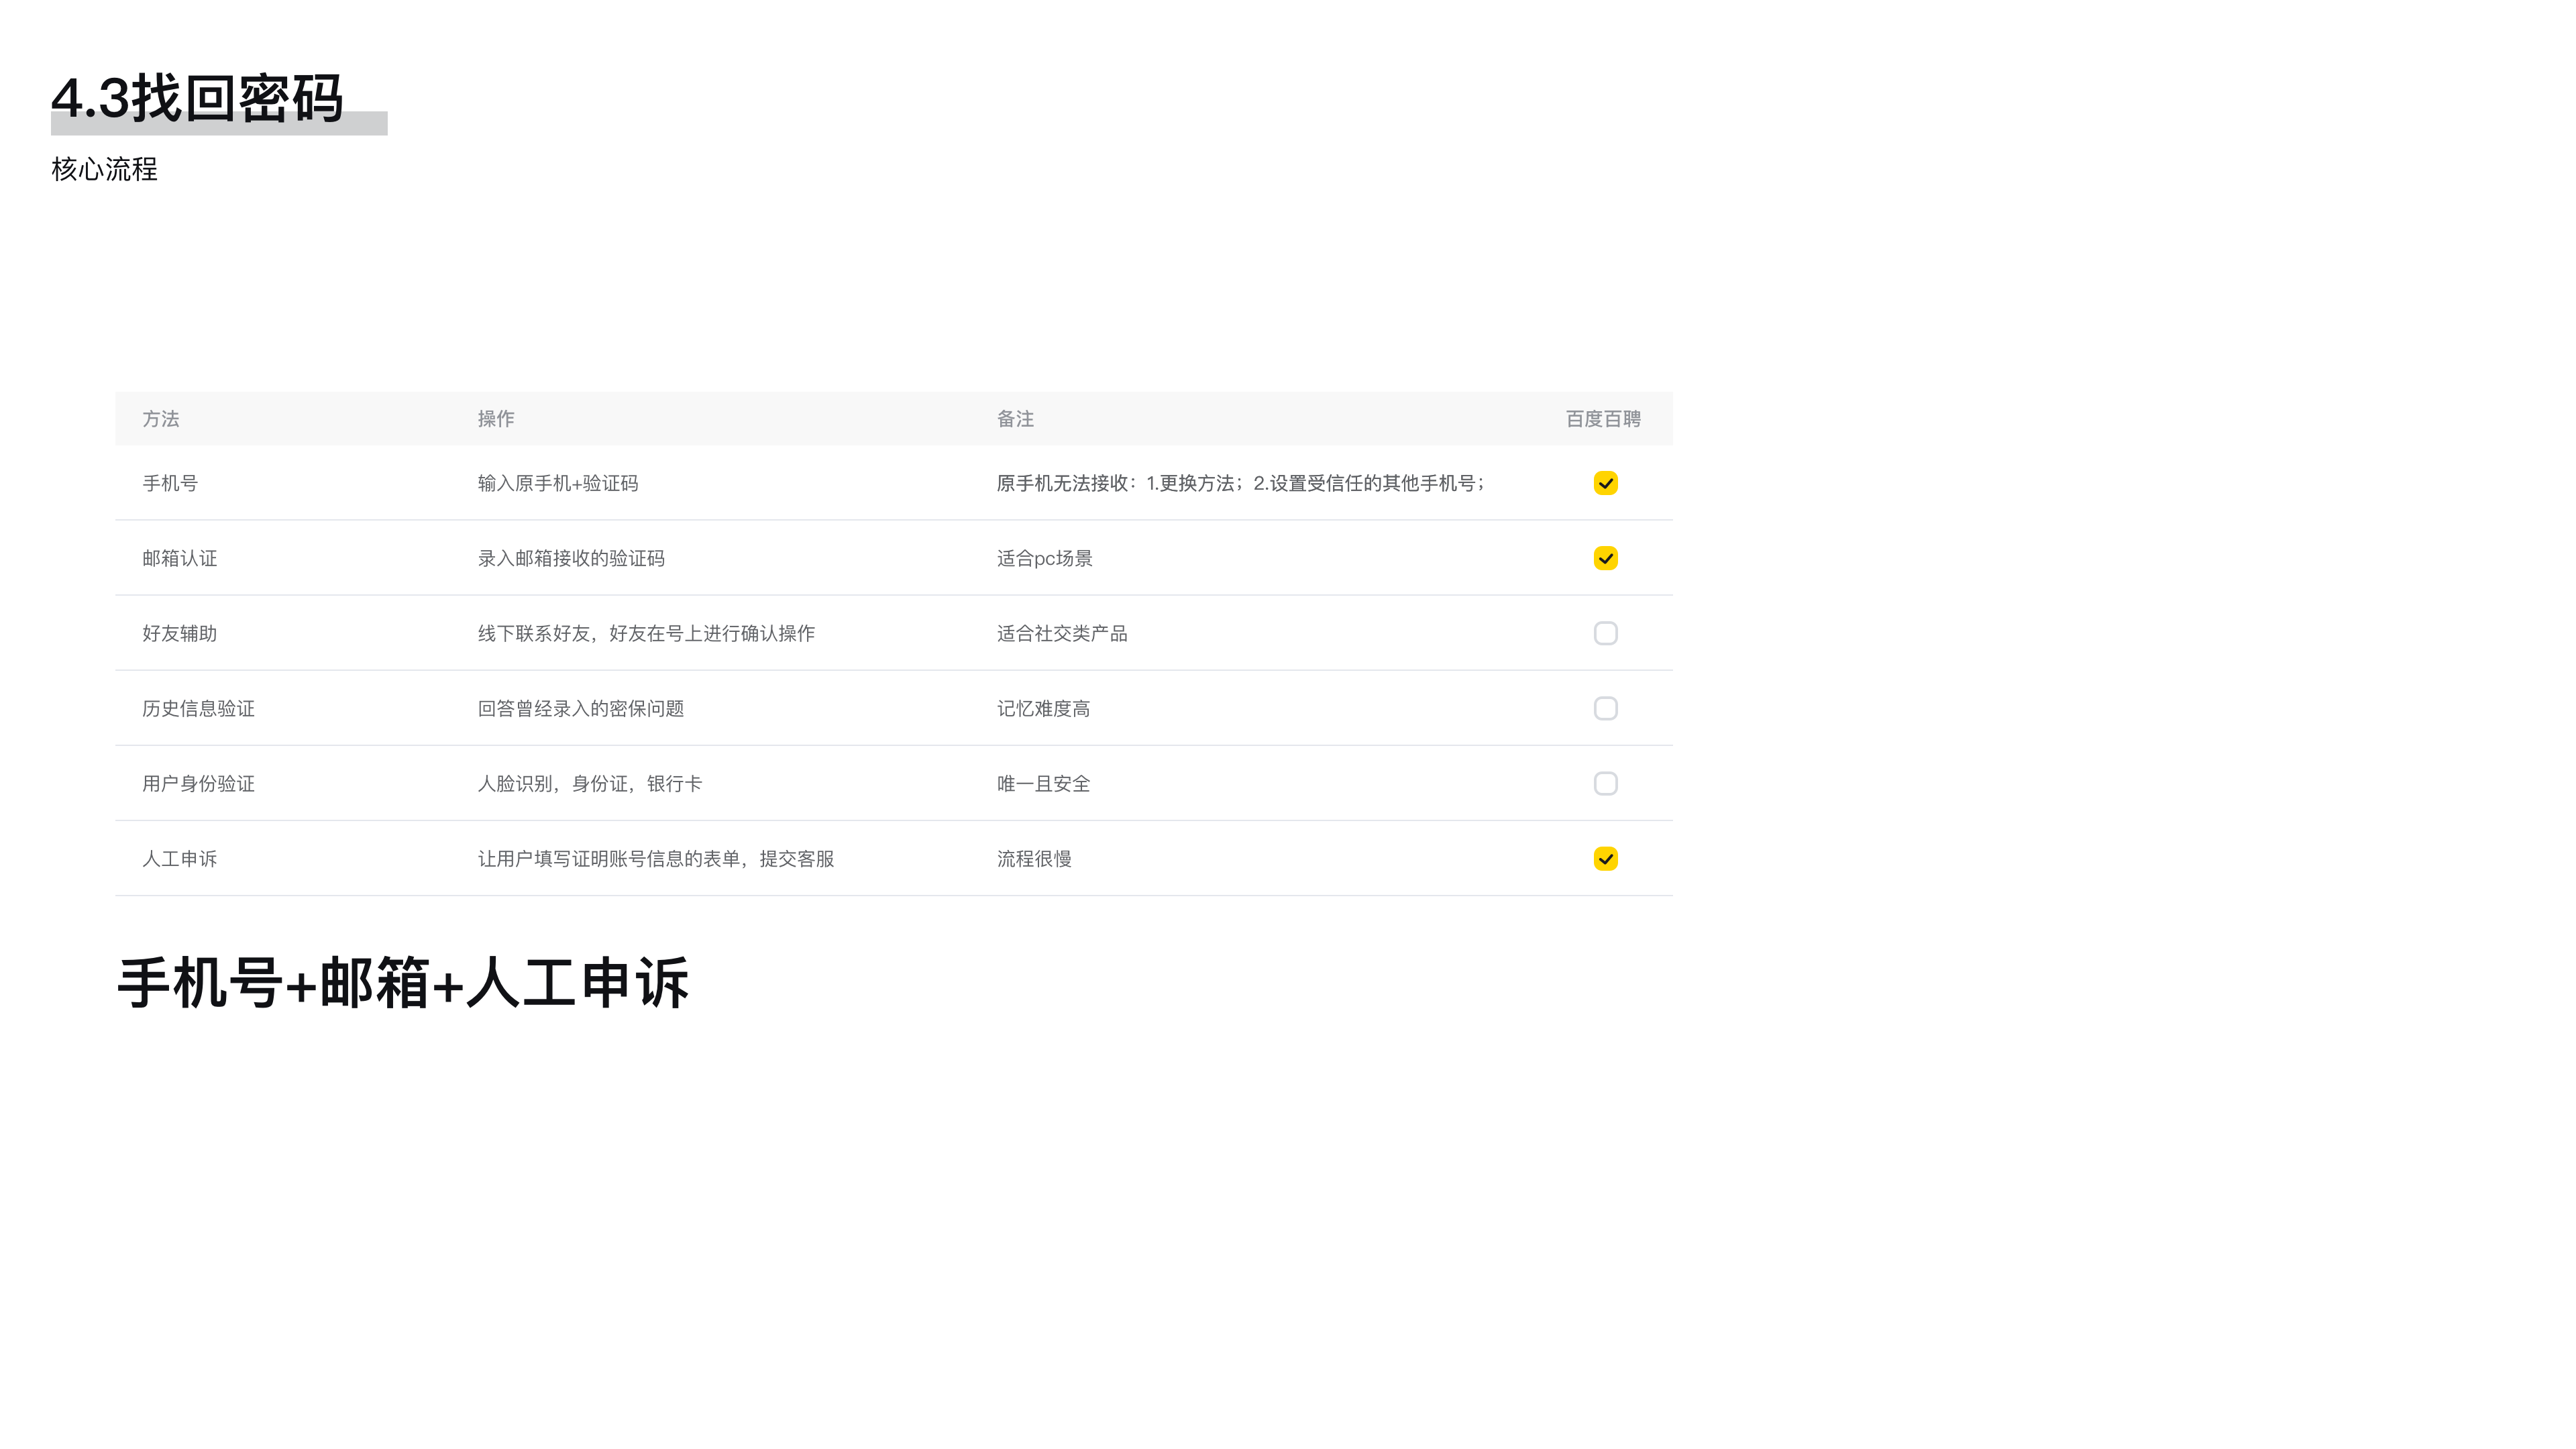 4.3找回密码
核心流程
方法 操作 备注 百度百聘
手机号 输入原手机+验证码 原手机无法接收：1.更换方法；2.设置受信任的其他手机号；
邮箱认证 录入邮箱接收的验证码 适合pc场景
好友辅助 线下联系好友，好友在号上进行确认操作 适合社交类产品
历史信息验证 回答曾经录入的密保问题 记忆难度高
用户身份验证 人脸识别，身份证，银行卡 唯一且安全
人工申诉 让用户填写证明账号信息的表单，提交客服 流程很慢
手机号+邮箱+人工申诉